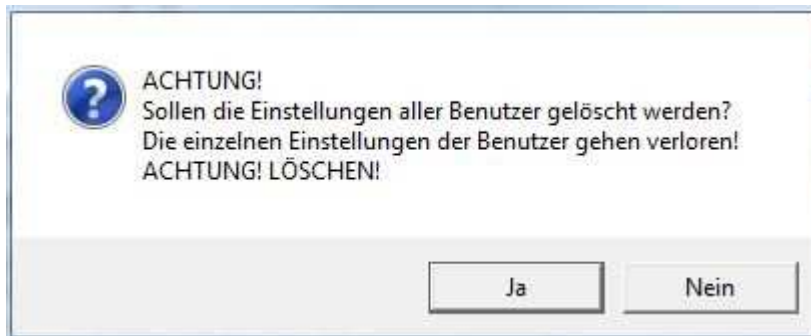 ACHTUNG!
Sollen die Einstellungen aller Benutzer gelöscht werden?
Die einzelnen Einstellungen der Benutzer gehen verloren!
ACHTUNG! LÖSCHEN!
Ja
Nein